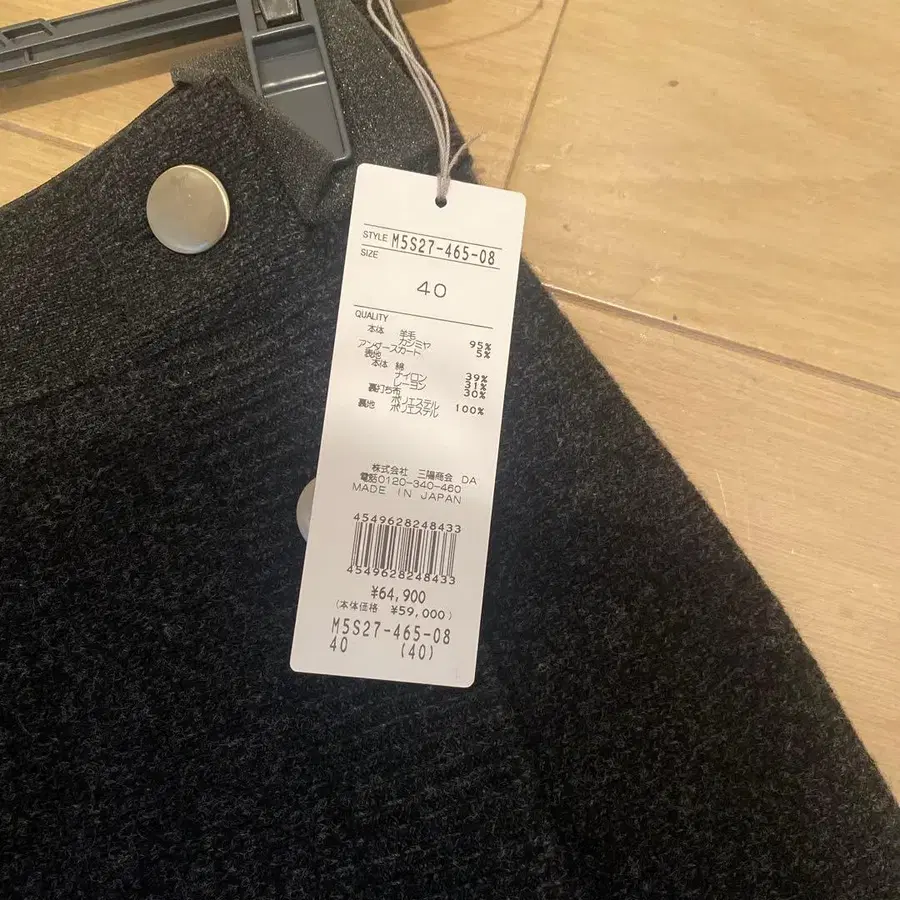 STYLE M5S27-465-08
SIZE
40
QUALITY
本体 羊毛 95%
カシミヤ 5%
アンダースカート
表地
本体 綿 39%
ナイロン 31%
レーヨン 30%
裏打ち布
ポリエステル 100%
裏地 ポリエステル
株式会社 三陽商会 DA
電話0120-340-460
MADE IN JAPAN
4549628248433
4549628248433
¥64,900
(本体価格 ¥59,000)
M5S27-465-08
40 (40)